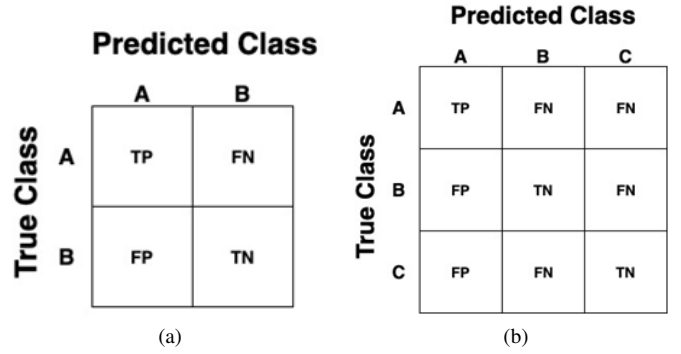 Predicted Class
A B
True Class
A TP FN
B FP TN
(a)
Predicted Class
A B C
True Class
A TP FN FN
B FP TN FN
C FP FN TN
(b)